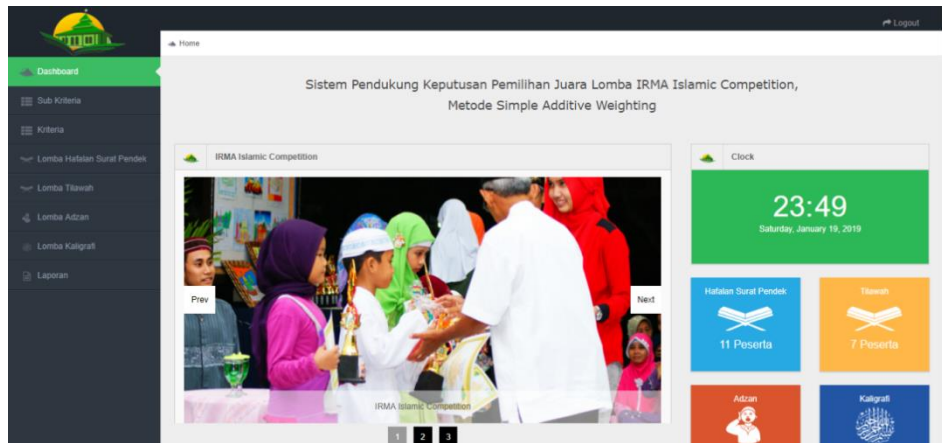 Logout
Home
Dashboard
Sub Kriteria
Kriteria
Lomba Hafalan Surat Pendek
Lomba Tilawah
Lomba Adzan
Lomba Kaligrafi
Laporan
Sistem Pendukung Keputusan Pemilihan Juara Lomba IRMA Islamic Competition,
Metode Simple Additive Weighting
IRMA Islamic Competition
Prev
Next
IRMA Islamic Competition
1 2 3
Clock
23:49
Saturday, January 19, 2019
Hafalan Surat Pendek
11 Peserta
Tilawah
7 Peserta
Adzan
Kaligrafi